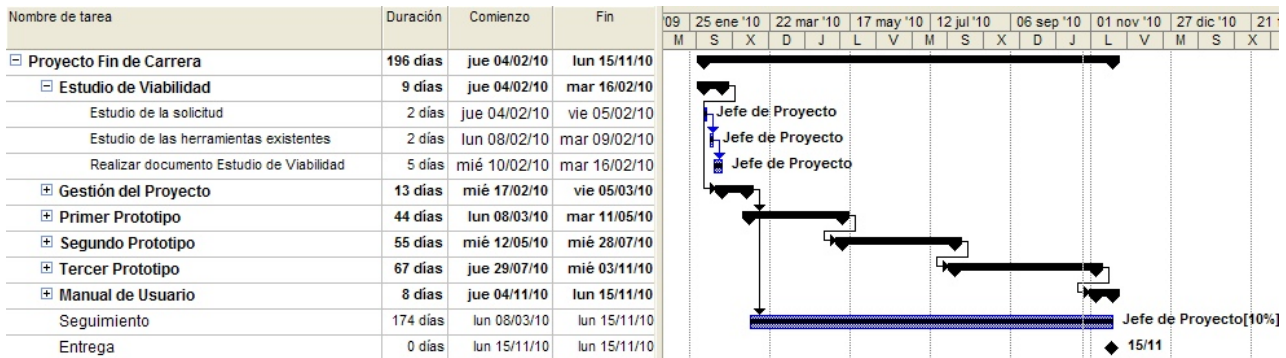 Nombre de tarea Duración Comienzo Fin '09 25 ene '10 22 mar '10 17 may '10 12 jul '10 06 sep '10 01 nov '10 27 dic '10 21
M S X D J L V M S X D J L V M S X
Proyecto Fin de Carrera 196 días jue 04/02/10 lun 15/11/10
Estudio de Viabilidad 9 días jue 04/02/10 mar 16/02/10
Estudio de la solicitud 2 días jue 04/02/10 vie 05/02/10 Jefe de Proyecto
Estudio de las herramientas existentes 2 días lun 08/02/10 mar 09/02/10 Jefe de Proyecto
Realizar documento Estudio de Viabilidad 5 días mié 10/02/10 mar 16/02/10 Jefe de Proyecto
Gestión del Proyecto 13 días mié 17/02/10 vie 05/03/10
Primer Prototipo 44 días lun 08/03/10 mar 11/05/10
Segundo Prototipo 55 días mié 12/05/10 mié 28/07/10
Tercer Prototipo 67 días jue 29/07/10 mié 03/11/10
Manual de Usuario 8 días jue 04/11/10 lun 15/11/10
Seguimiento 174 días lun 08/03/10 lun 15/11/10 Jefe de Proyecto[10%]
Entrega 0 días lun 15/11/10 lun 15/11/10 15/11